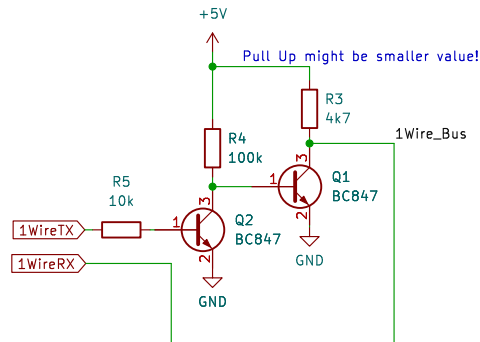 +5V
Pull Up might be smaller value!
R3
4k7
1Wire_Bus
R4
100k
3
1
Q1
BC847
2
R5
10k
3
1
Q2
BC847
2
1WireTX
GND
1WireRX
GND